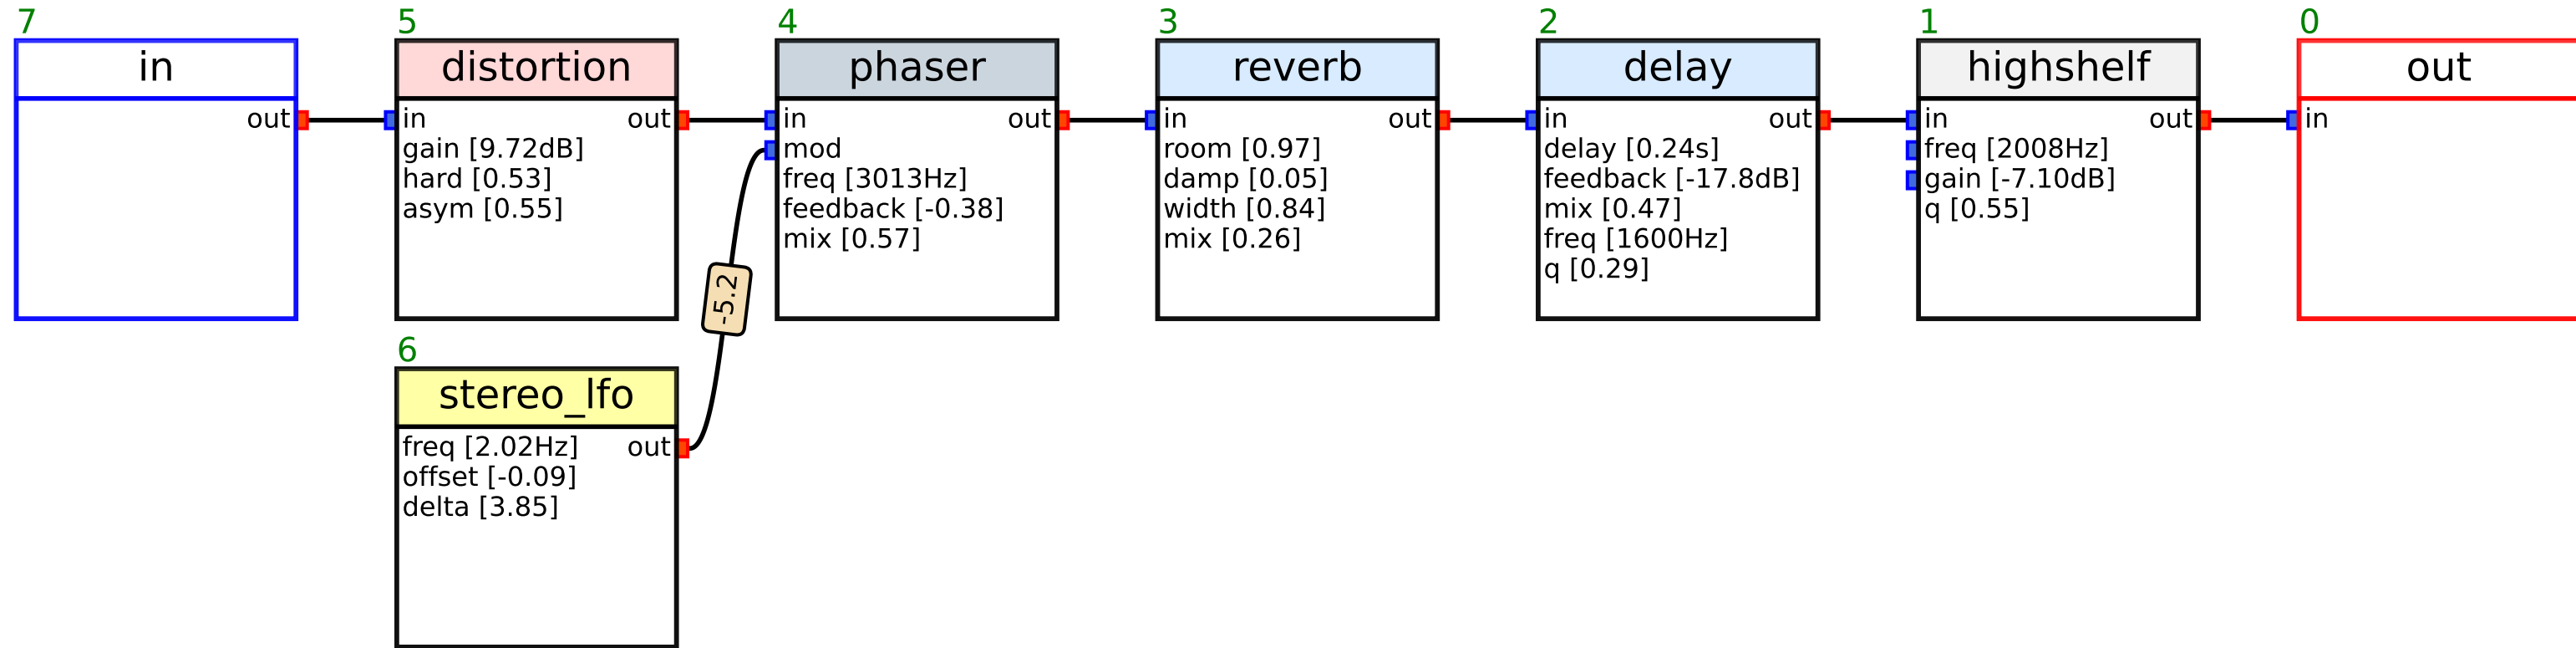 7
in
out
5
distortion
in out
gain [9.72dB]
hard [0.53]
asym [0.55]
4
phaser
in out
mod
freq [3013Hz]
feedback [-0.38]
mix [0.57]
3
reverb
in out
room [0.97]
damp [0.05]
width [0.84]
mix [0.26]
2
delay
in out
delay [0.24s]
feedback [-17.8dB]
mix [0.47]
freq [1600Hz]
q [0.29]
1
highshelf
in out
freq [2008Hz]
gain [-7.10dB]
q [0.55]
0
out
in
-5.2
6
stereo_lfo
freq [2.02Hz] out
offset [-0.09]
delta [3.85]